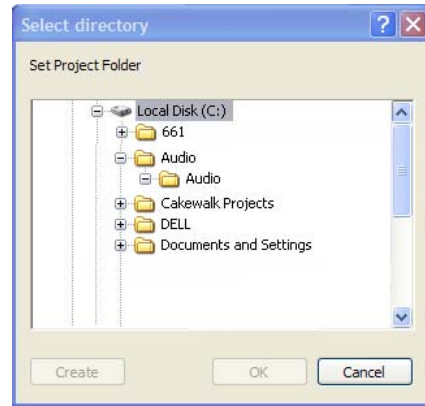 Select directory
?
X
Set Project Folder
Local Disk (C:)
661
Audio
Audio
Cakewalk Projects
DELL
Documents and Settings
Create OK Cancel